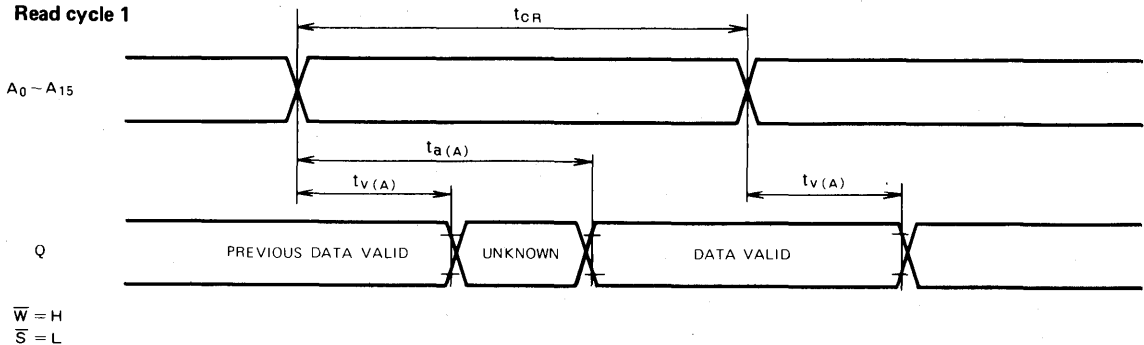 Read cycle 1
tCR
A0~A15
ta(A)
tv(A)
tv(A)
Q
PREVIOUS DATA VALID
UNKNOWN
DATA VALID
W̅ = H
S̅ = L